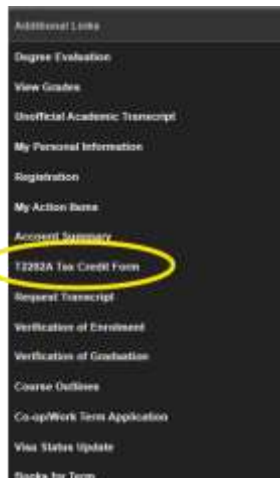 Additional Links
Degree Evaluation
View Grades
Unofficial Academic Transcript
My Personal Information
Registration
My Action Items
Account Summary
T2202A Tax Credit Form
Request Transcript
Verification of Enrolment
Verification of Graduation
Course Outlines
Co-op/Work Term Application
Visa Status Update
Books for Term